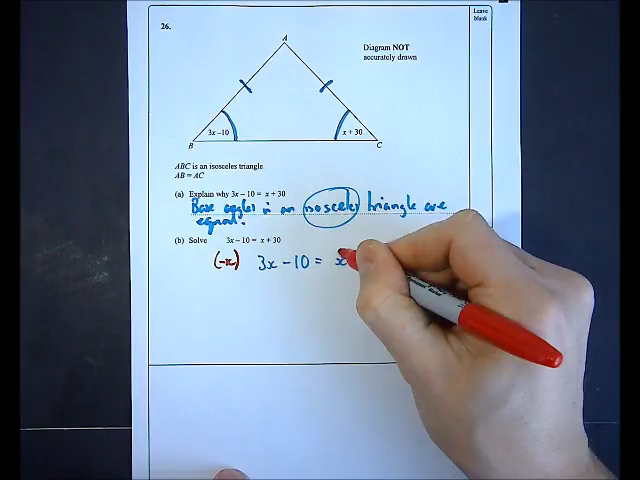 Leave
blank
26.
A
Diagram NOT
accurately drawn
3x – 10
x + 30
B
C
ABC is an isosceles triangle
AB = AC
(a) Explain why 3x – 10 = x + 30
Base angles in an isosceles triangle are
equal.
(b) Solve 3x – 10 = x + 30
(-x) 3x - 10 = x